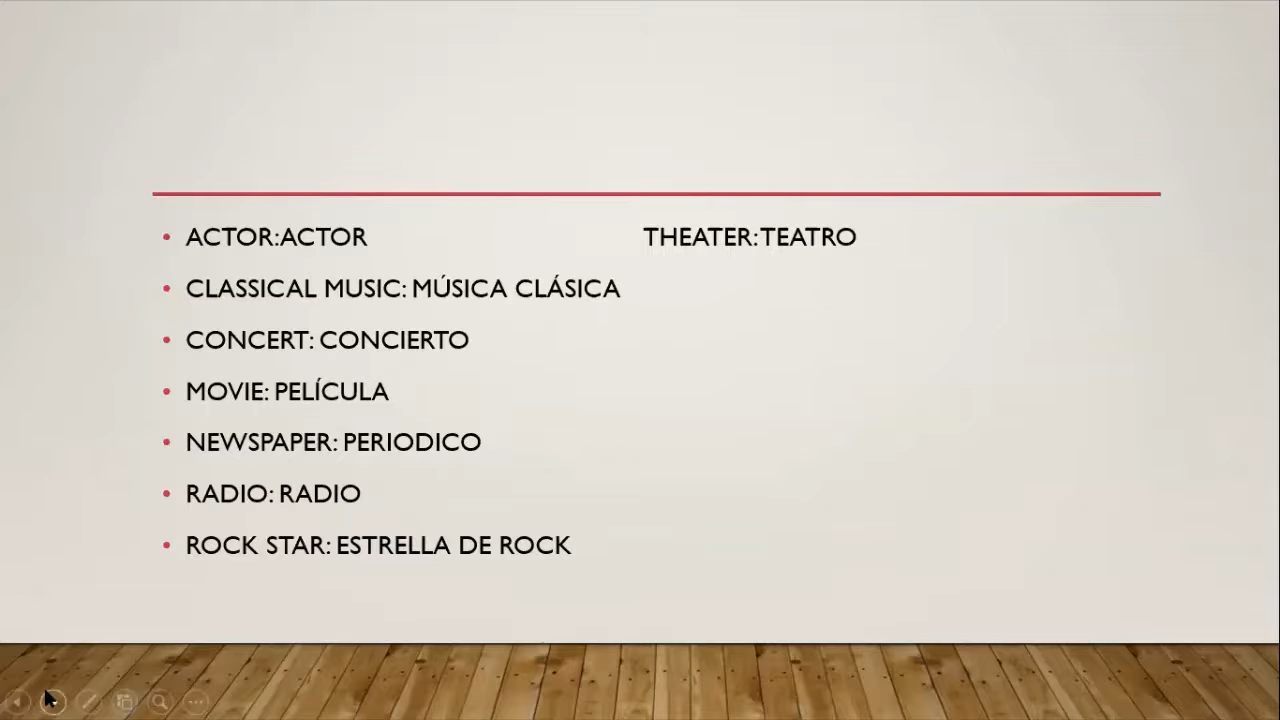 ACTOR:ACTOR THEATER:TEATRO
CLASSICAL MUSIC: MÚSICA CLÁSICA
CONCERT: CONCIERTO
MOVIE: PELÍCULA
NEWSPAPER: PERIODICO
RADIO: RADIO
ROCK STAR: ESTRELLA DE ROCK